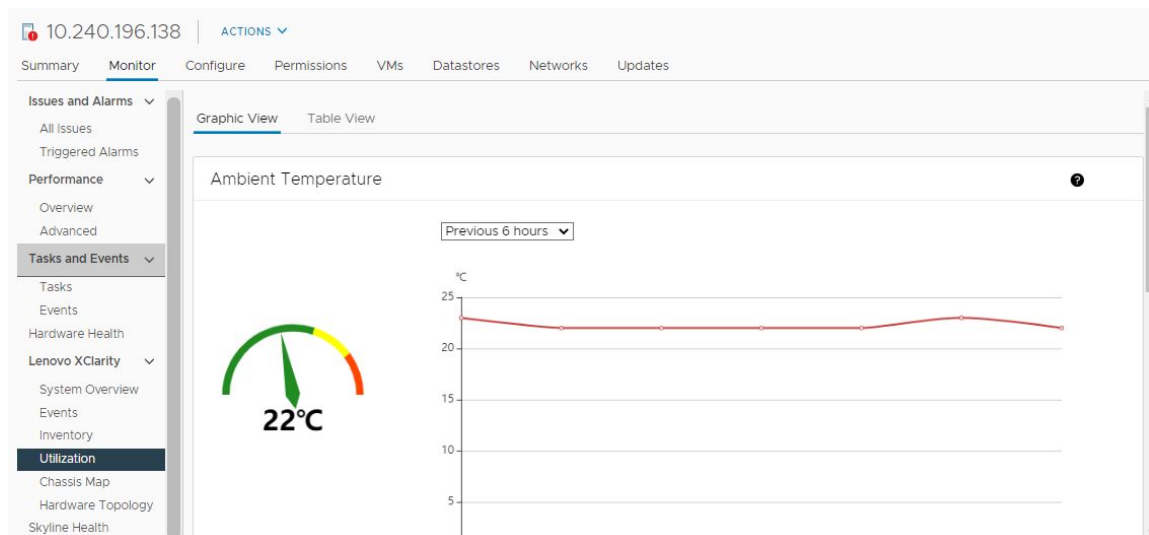 10.240.196.138 ACTIONS
Summary Monitor Configure Permissions VMs Datastores Networks Updates
Issues and Alarms
All Issues
Triggered Alarms
Performance
Overview
Advanced
Tasks and Events
Tasks
Events
Hardware Health
Lenovo XClarity
System Overview
Events
Inventory
Utilization
Chassis Map
Hardware Topology
Skyline Health
Graphic View Table View
Ambient Temperature ?
Previous 6 hours
22°C
°C
25
20
15
10
5